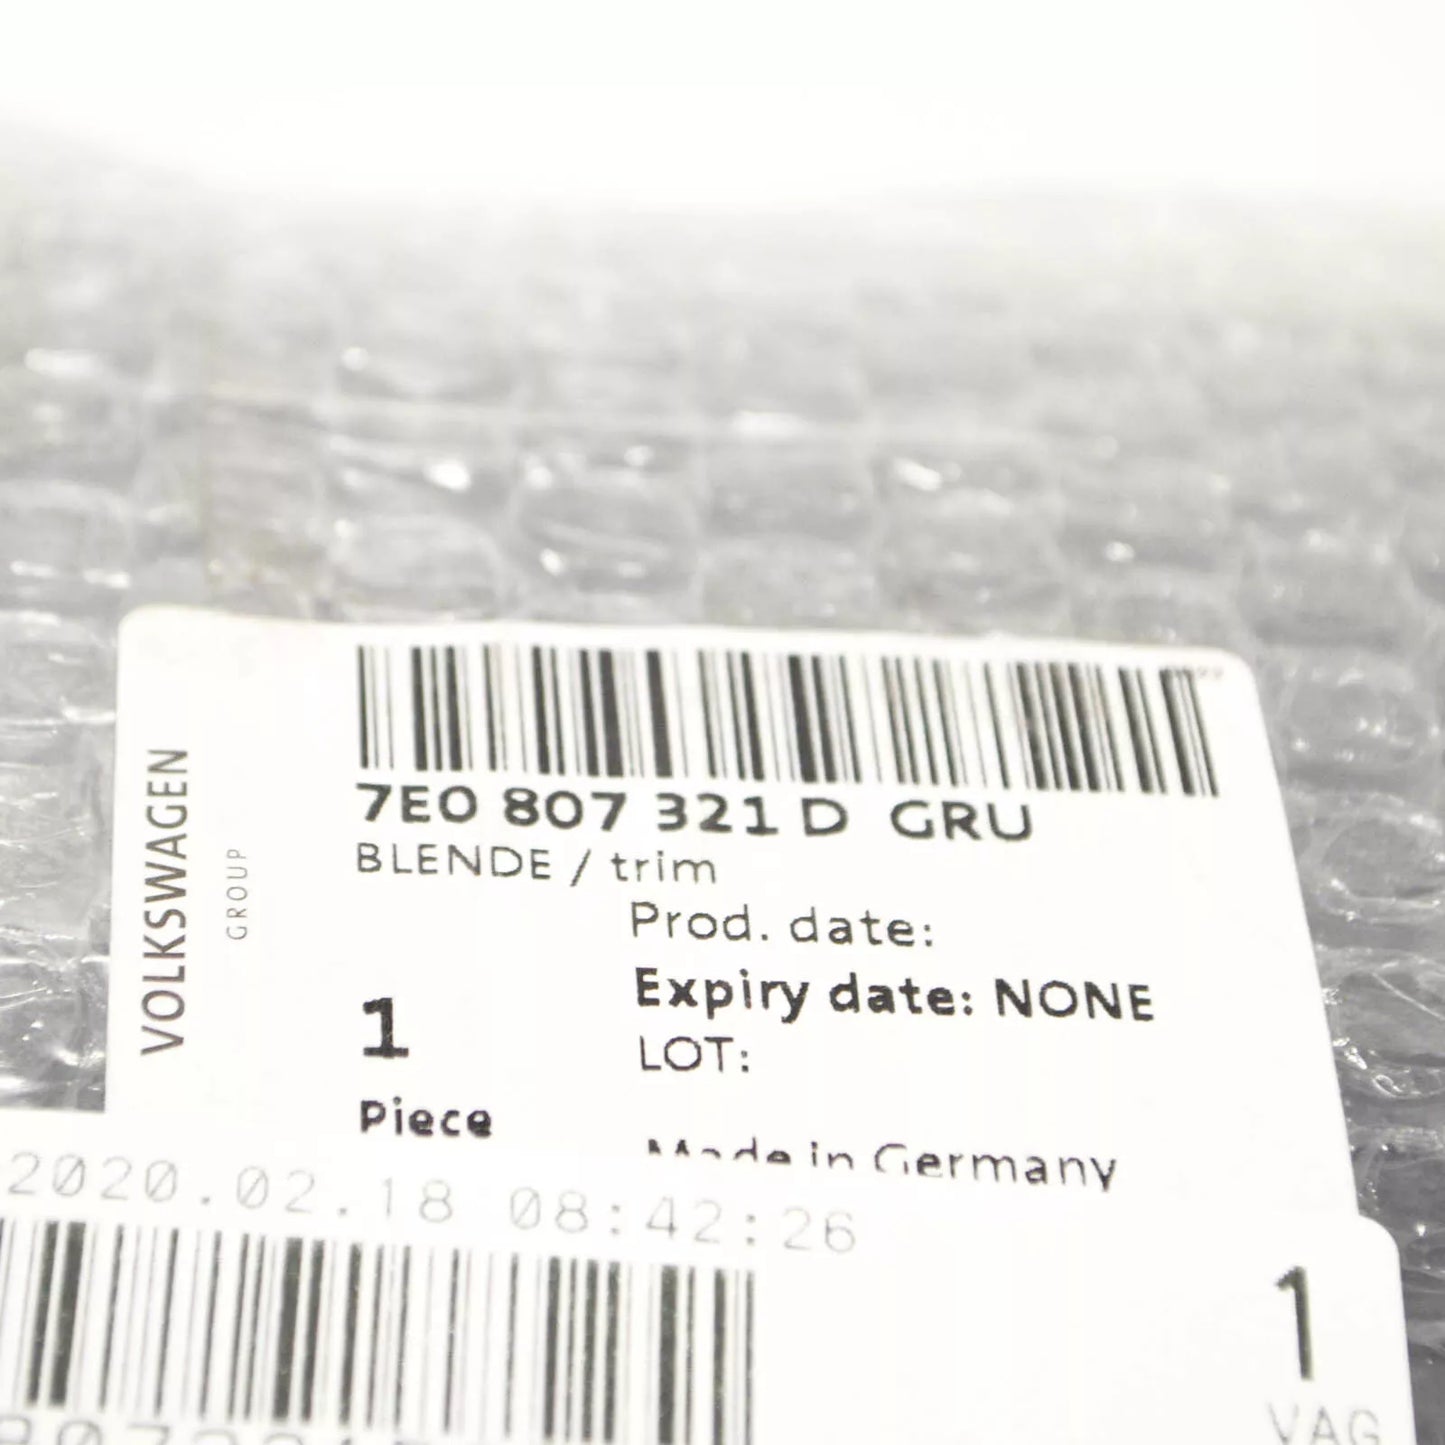 VOLKSWAGEN
GROUP
7E0 807 321 D GRU
BLENDE / trim
Prod. date:
Expiry date: NONE
LOT:
1
Piece
Made in Germany
2020.02.18 08:42:26
1
VAG